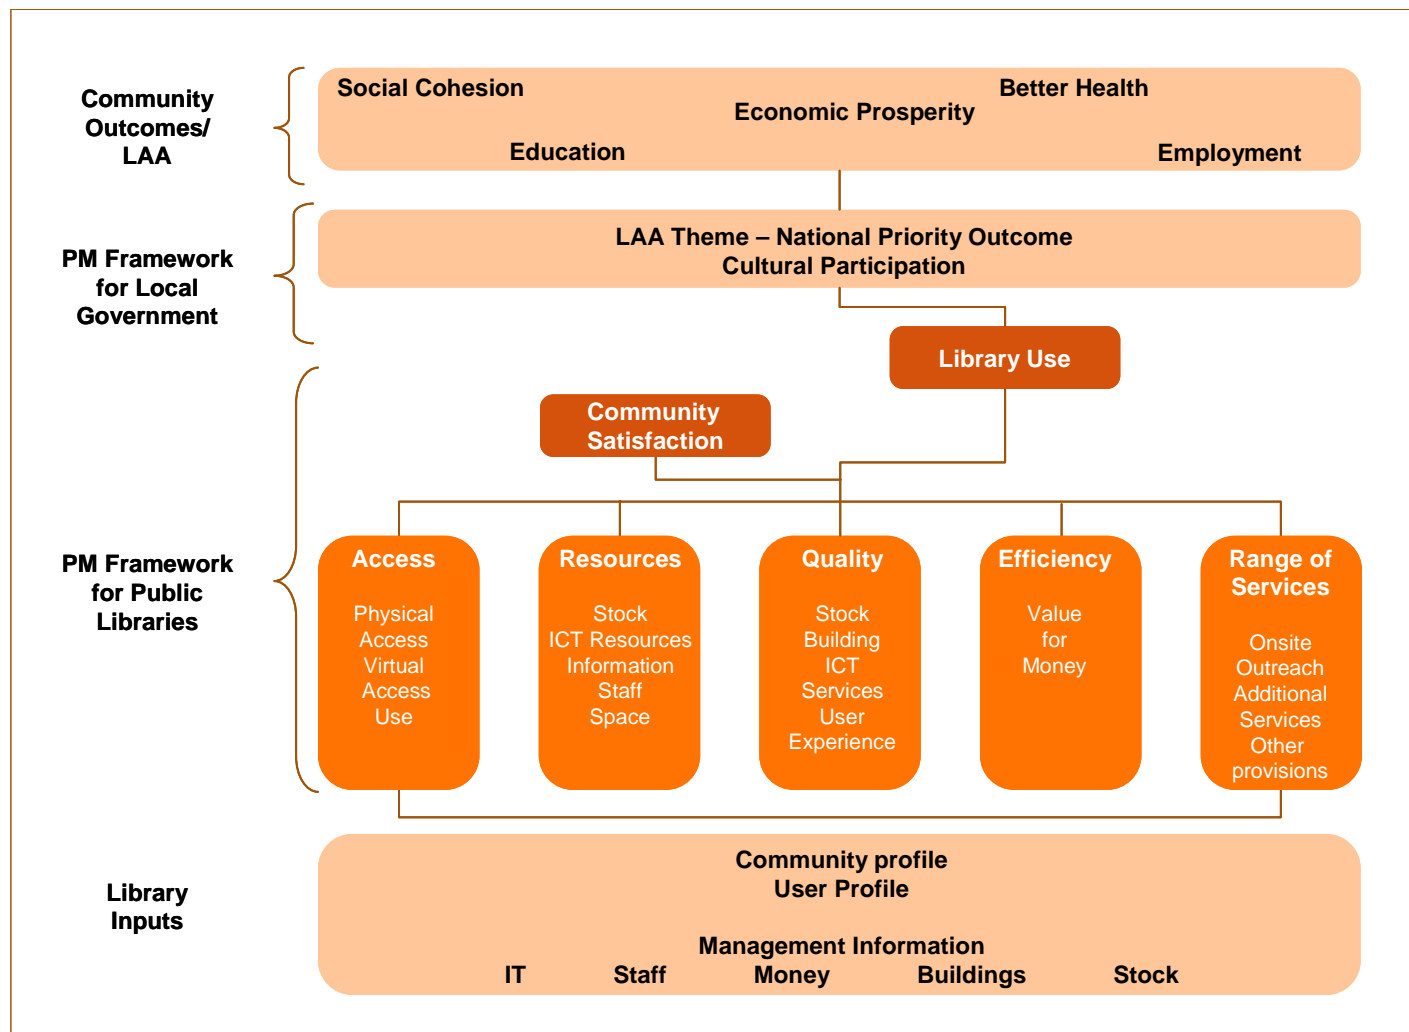 Community
Outcomes/
LAA
Social Cohesion
Better Health
Economic Prosperity
Education
Employment
PM Framework
for Local
Government
LAA Theme – National Priority Outcome
Cultural Participation
Library Use
Community
Satisfaction
PM Framework
for Public
Libraries
Access
Physical
Access
Virtual
Access
Use
Resources
Stock
ICT Resources
Information
Staff
Space
Quality
Stock
Building
ICT
Services
User
Experience
Efficiency
Value
for
Money
Range of
Services
Onsite
Outreach
Additional
Services
Other
provisions
Library
Inputs
Community profile
User Profile
Management Information
IT Staff Money Buildings Stock